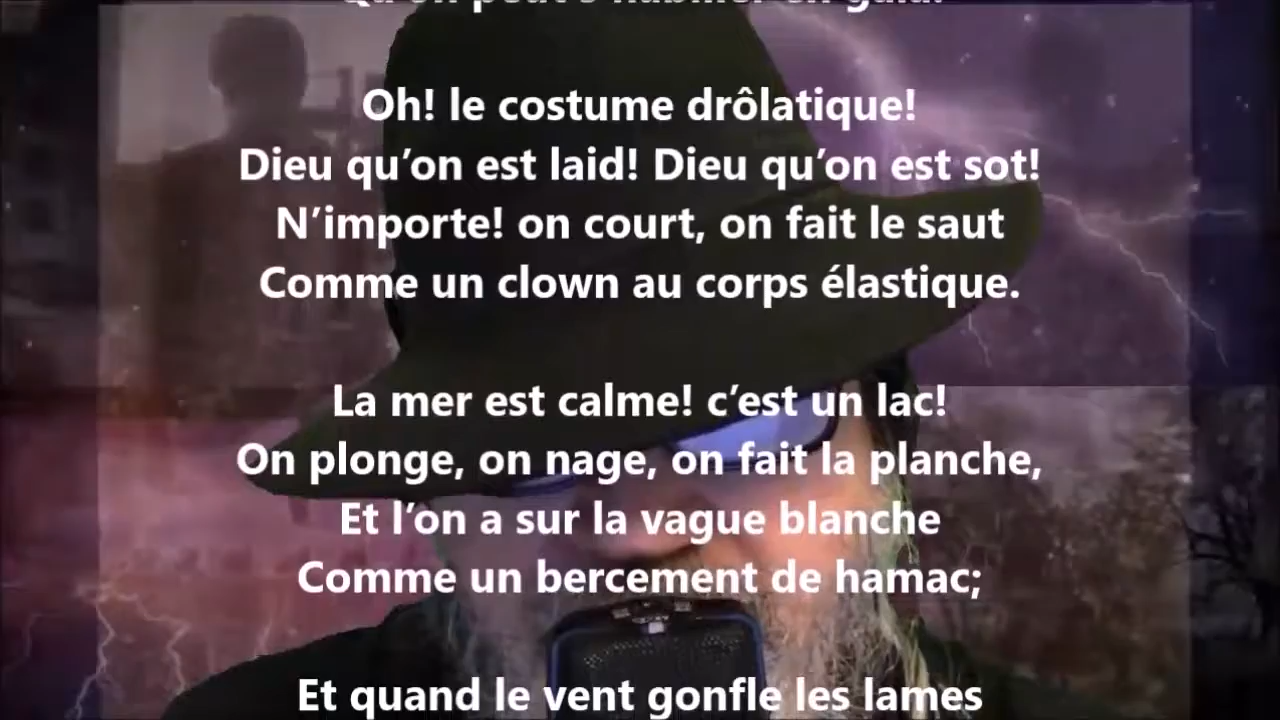 Oh! le costume drôlatique!
Dieu qu’on est laid! Dieu qu’on est sot!
N’importe! on court, on fait le saut
Comme un clown au corps élastique.
La mer est calme! c’est un lac!
On plonge, on nage, on fait la planche,
Et l’on a sur la vague blanche
Comme un bercement de hamac;
Et quand le vent gonfle les lames